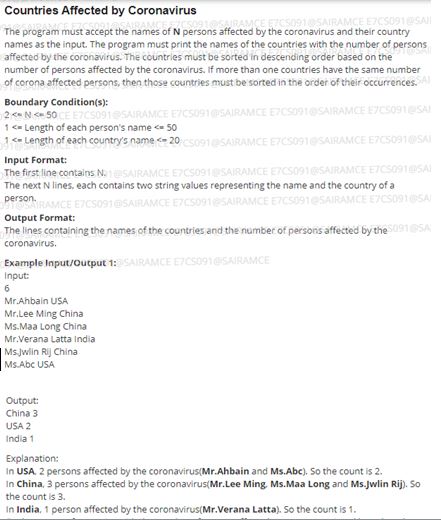 Countries Affected by Coronavirus
The program must accept the names of N persons affected by the coronavirus and their country
names as the input. The program must print the names of the countries with the number of persons
affected by the coronavirus. The countries must be sorted in descending order based on the
number of persons affected by the coronavirus. If more than one countries have the same number
of corona affected persons, then those countries must be sorted in the order of their occurrences.
Boundary Condition(s):
2 <= N <= 50
1 <= Length of each person's name <= 50
1 <= Length of each country's name <= 20
Input Format:
The first line contains N.
The next N lines, each contains two string values representing the name and the country of a
person.
Output Format:
The lines containing the names of the countries and the number of persons affected by the
coronavirus.
Example Input/Output 1:
Input:
6
Mr.Ahbain USA
Mr.Lee Ming China
Ms.Maa Long China
Mr.Verana Latta India
Ms.Jwlin Rij China
Ms.Abc USA
Output:
China 3
USA 2
India 1
Explanation:
In USA, 2 persons affected by the coronavirus(Mr.Ahbain and Ms.Abc). So the count is 2.
In China, 3 persons affected by the coronavirus(Mr.Lee Ming, Ms.Maa Long and Ms.Jwlin Rij). So
the count is 3.
In India, 1 person affected by the coronavirus(Mr.Verana Latta). So the count is 1.